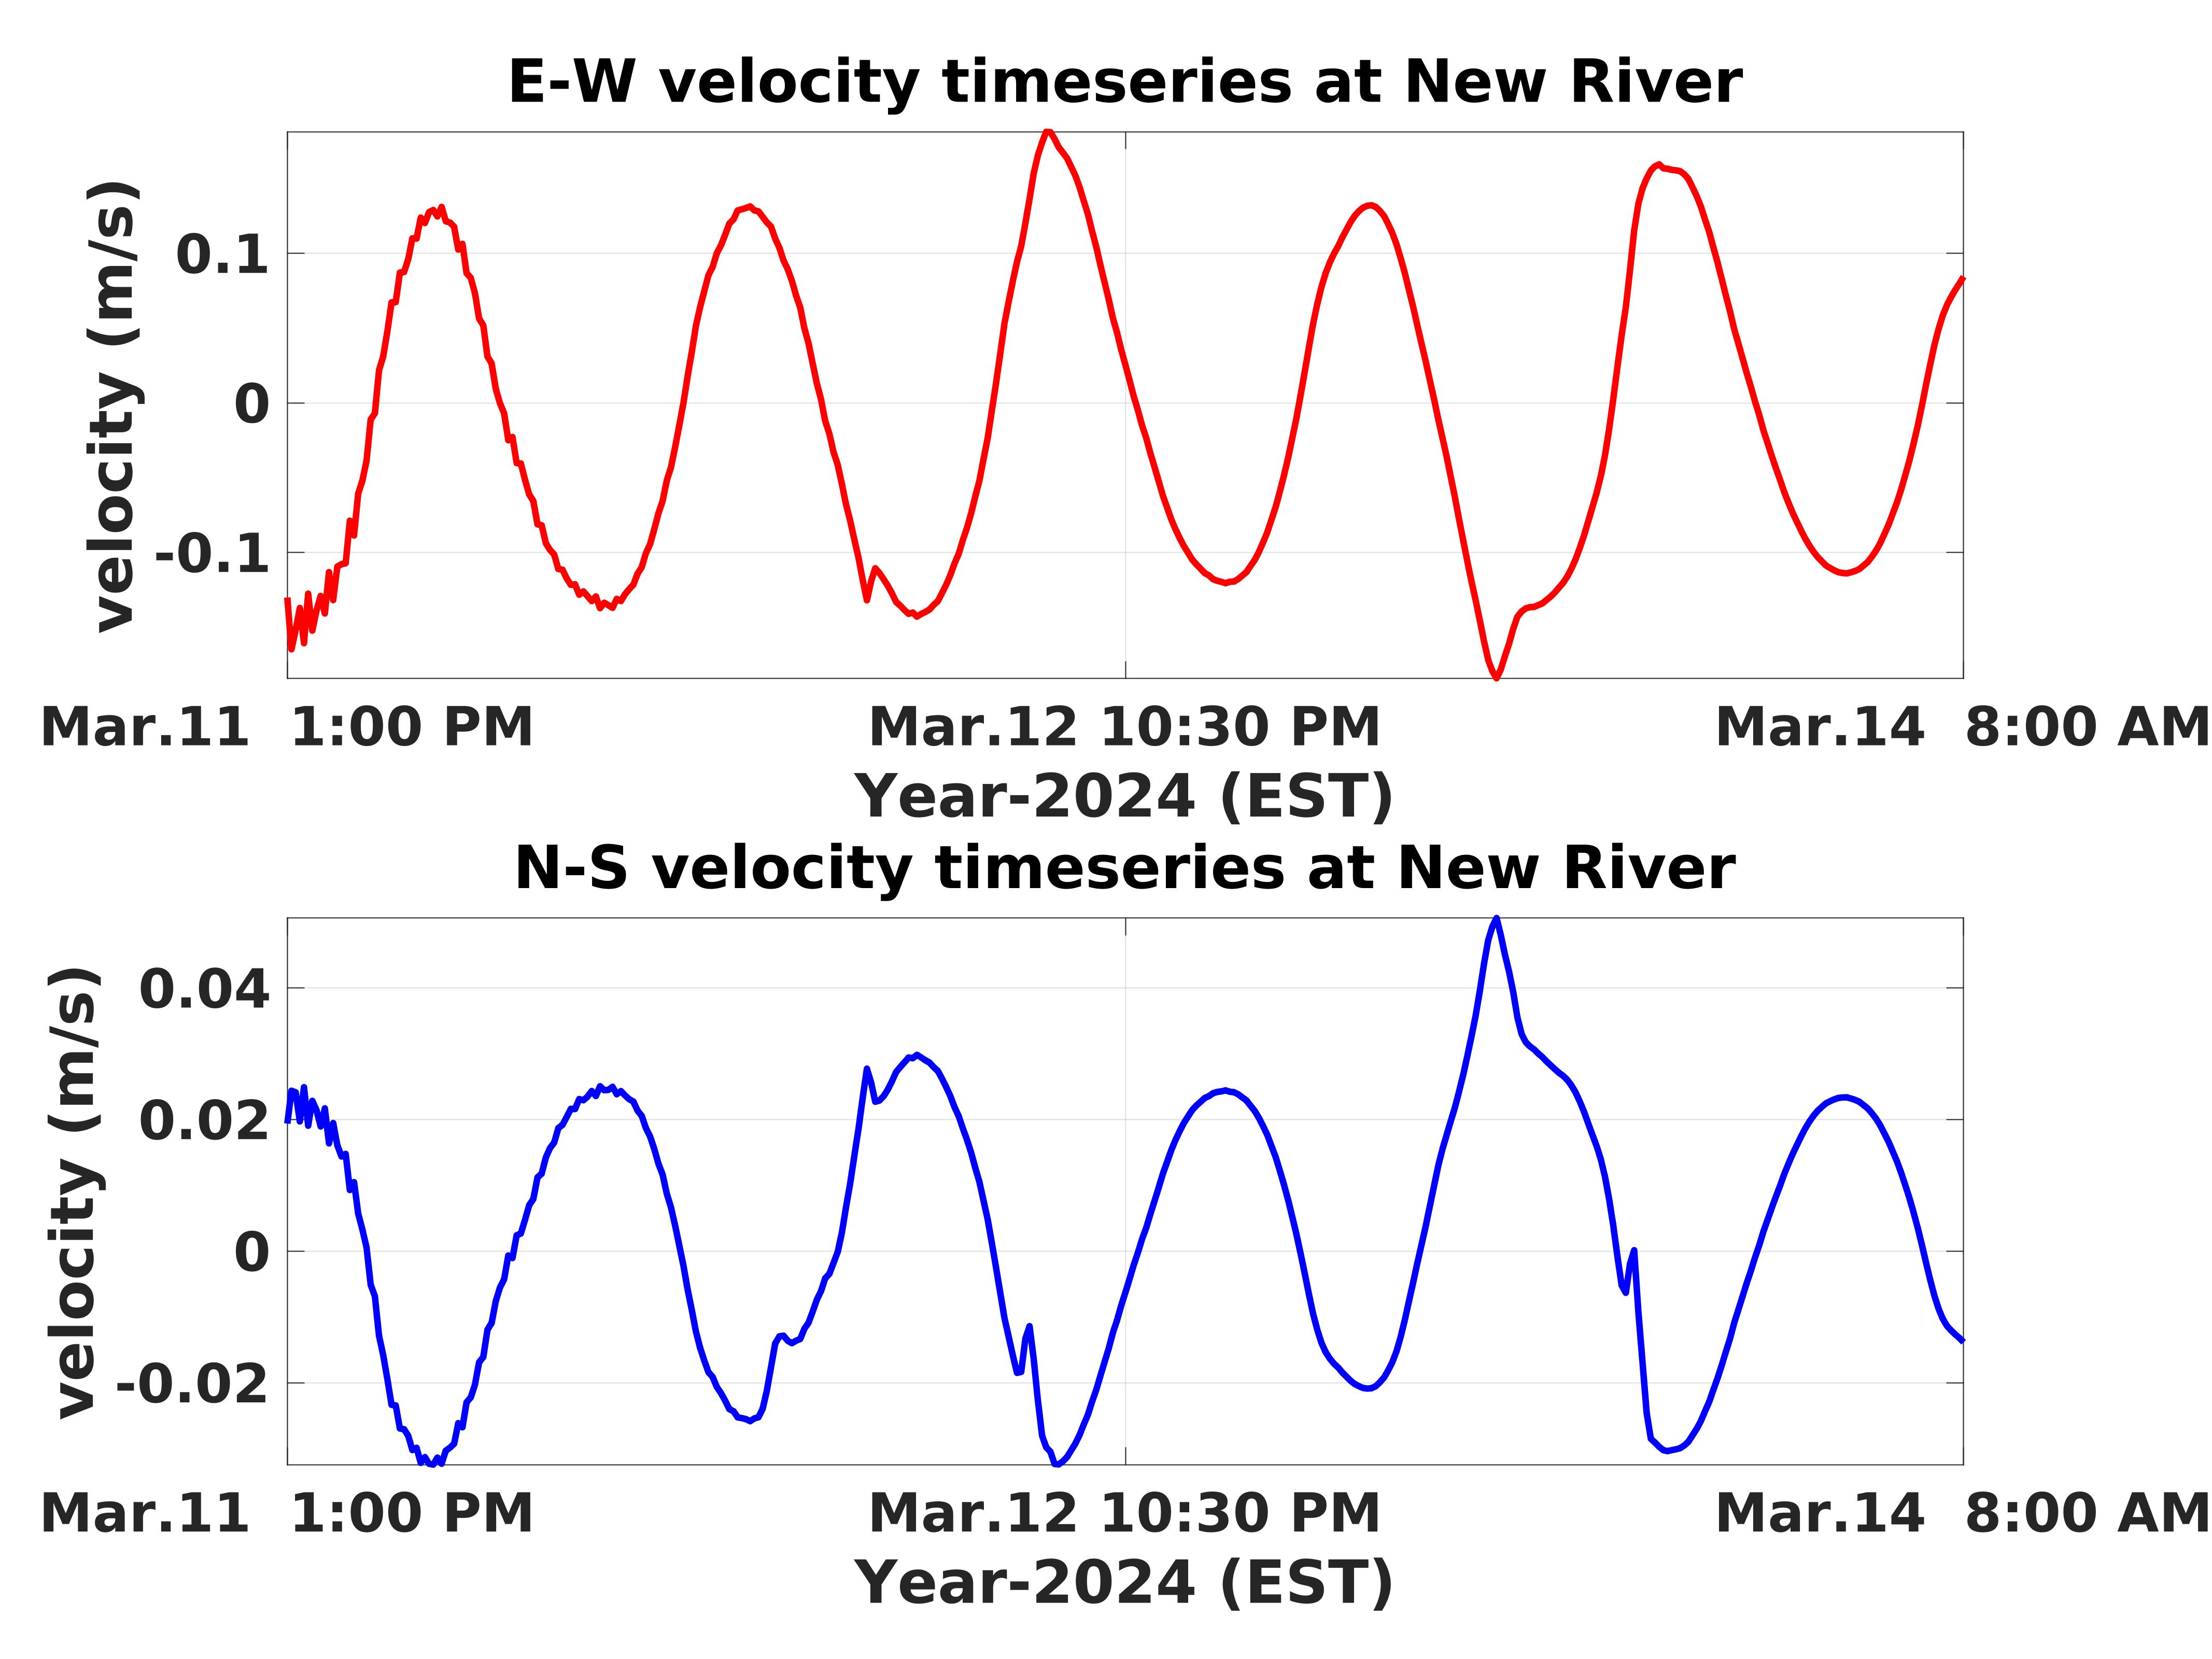 E-W velocity timeseries at New River
velocity (m/s)
0.1
0
-0.1
Mar.11  1:00 PM
Mar.12 10:30 PM
Mar.14  8:00 AM
Year-2024 (EST)
N-S velocity timeseries at New River
velocity (m/s)
0.04
0.02
0
-0.02
Mar.11  1:00 PM
Mar.12 10:30 PM
Mar.14  8:00 AM
Year-2024 (EST)